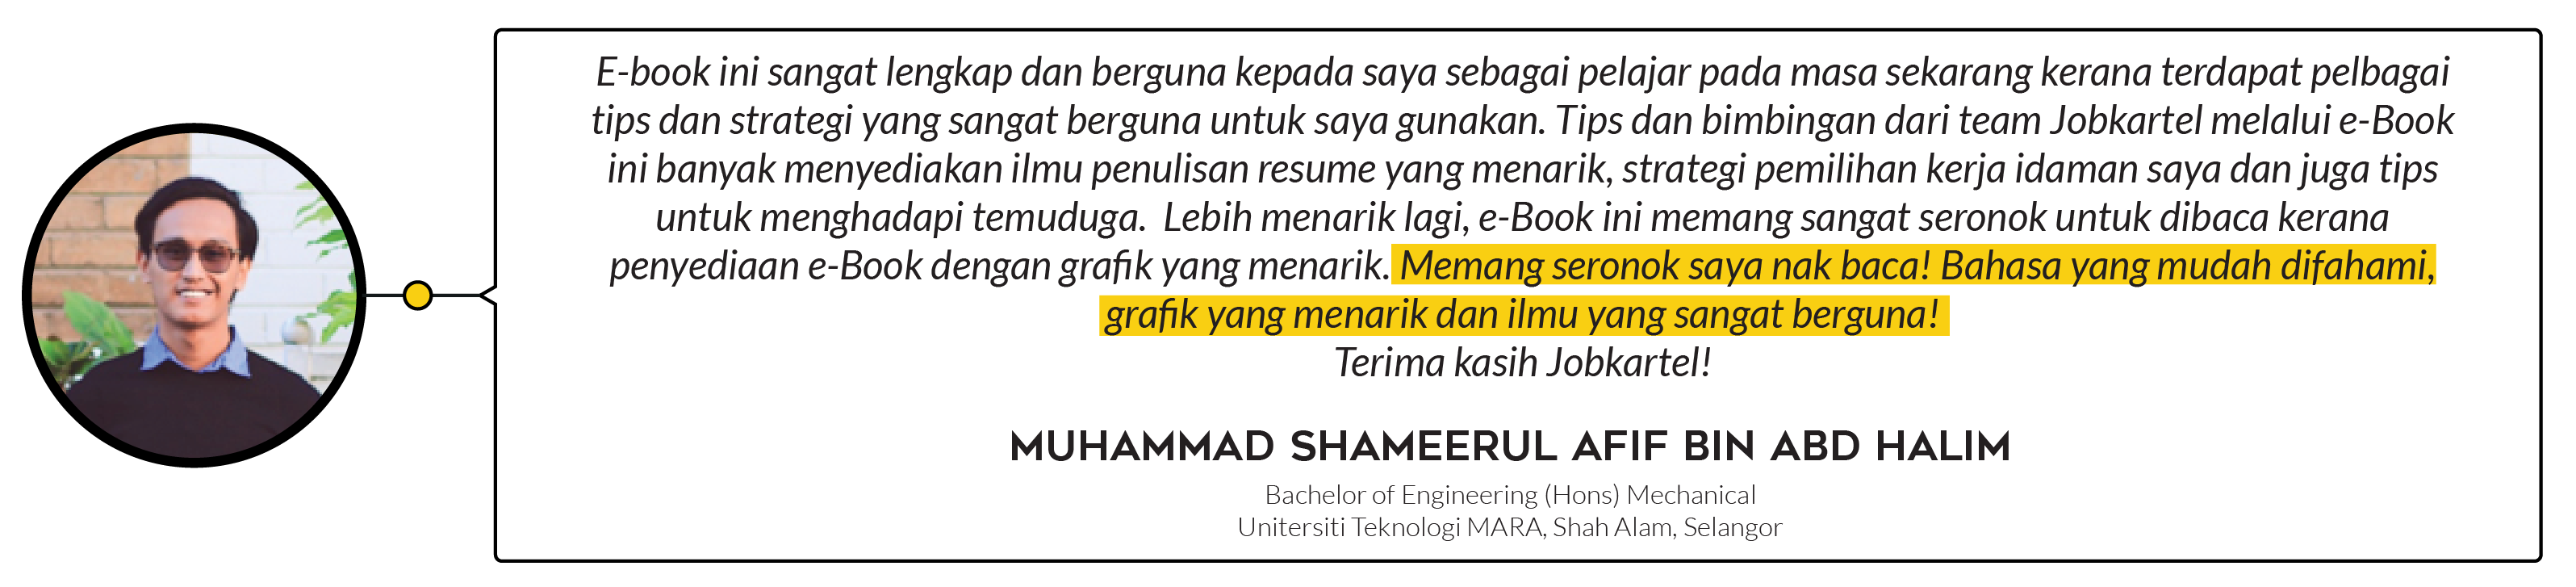 E-book ini sangat lengkap dan berguna kepada saya sebagai pelajar pada masa sekarang kerana terdapat pelbagai
tips dan strategi yang sangat berguna untuk saya gunakan. Tips dan bimbingan dari team Jobkartel melalui e-Book
ini banyak menyediakan ilmu penulisan resume yang menarik, strategi pemilihan kerja idaman saya dan juga tips
untuk menghadapi temuduga.  Lebih menarik lagi, e-Book ini memang sangat seronok untuk dibaca kerana
penyediaan e-Book dengan grafik yang menarik. Memang seronok saya nak baca! Bahasa yang mudah difahami,
grafik yang menarik dan ilmu yang sangat berguna!
Terima kasih Jobkartel!
MUHAMMAD SHAMEERUL AFIF BIN ABD HALIM
Bachelor of Engineering (Hons) Mechanical
Unitersiti Teknologi MARA, Shah Alam, Selangor